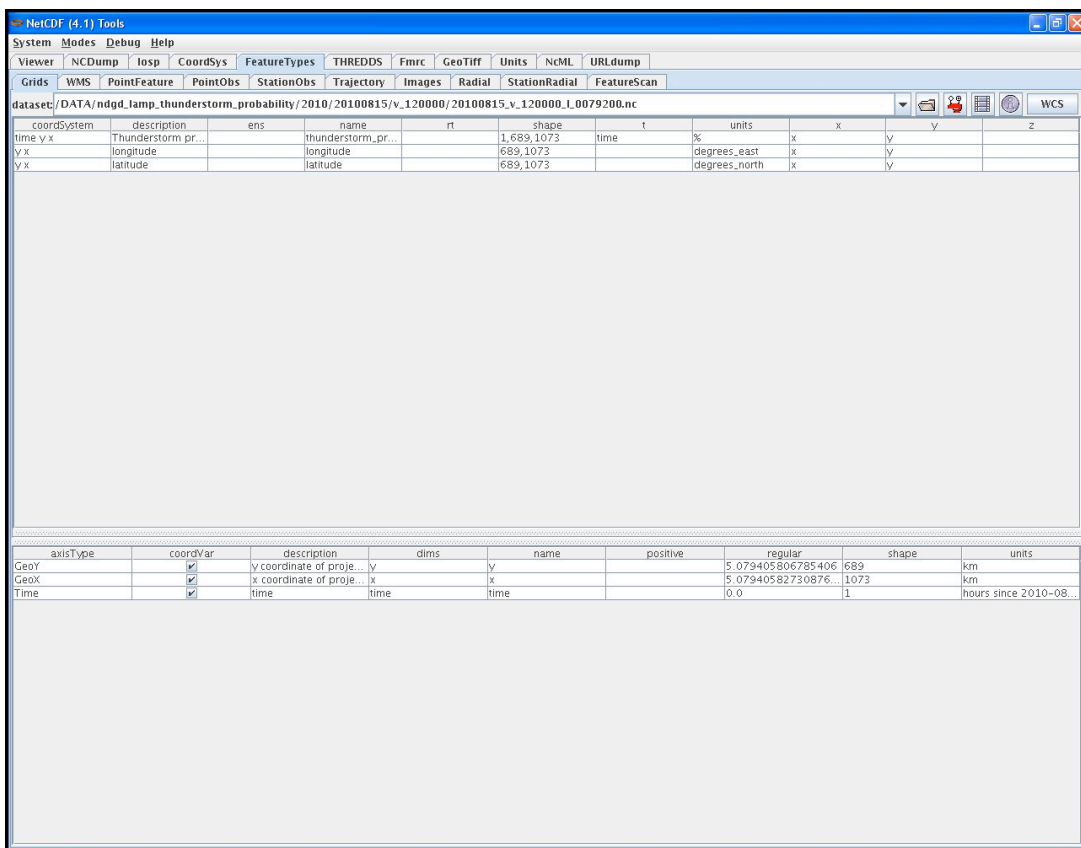 NetCDF (4.1) Tools
System Modes Debug Help
Viewer NCDump Iosp CoordSys FeatureTypes THREDDS Fmrc GeoTiff Units NcML URLdump
Grids WMS PointFeature PointObs StationObs Trajectory Images Radial StationRadial FeatureScan
dataset: /DATA/ndgd_lamp_thunderstorm_probability/2010/20100815/v_120000/20100815_v_120000_l_0079200.nc WCS
coordSystem description ens name rt shape t units x y z
time y x Thunderstorm pr... thunderstorm_pr... 1,689,1073 time % x y
y x longitude longitude 689,1073 degrees_east x y
y x latitude latitude 689,1073 degrees_north x y
axisType coordVar description dims name positive regular shape units
GeoY y coordinate of proje... y y 5.079405806785406 689 km
GeoX x coordinate of proje... x x 5.07940582730876... 1073 km
Time time time time 0.0 1 hours since 2010-08...